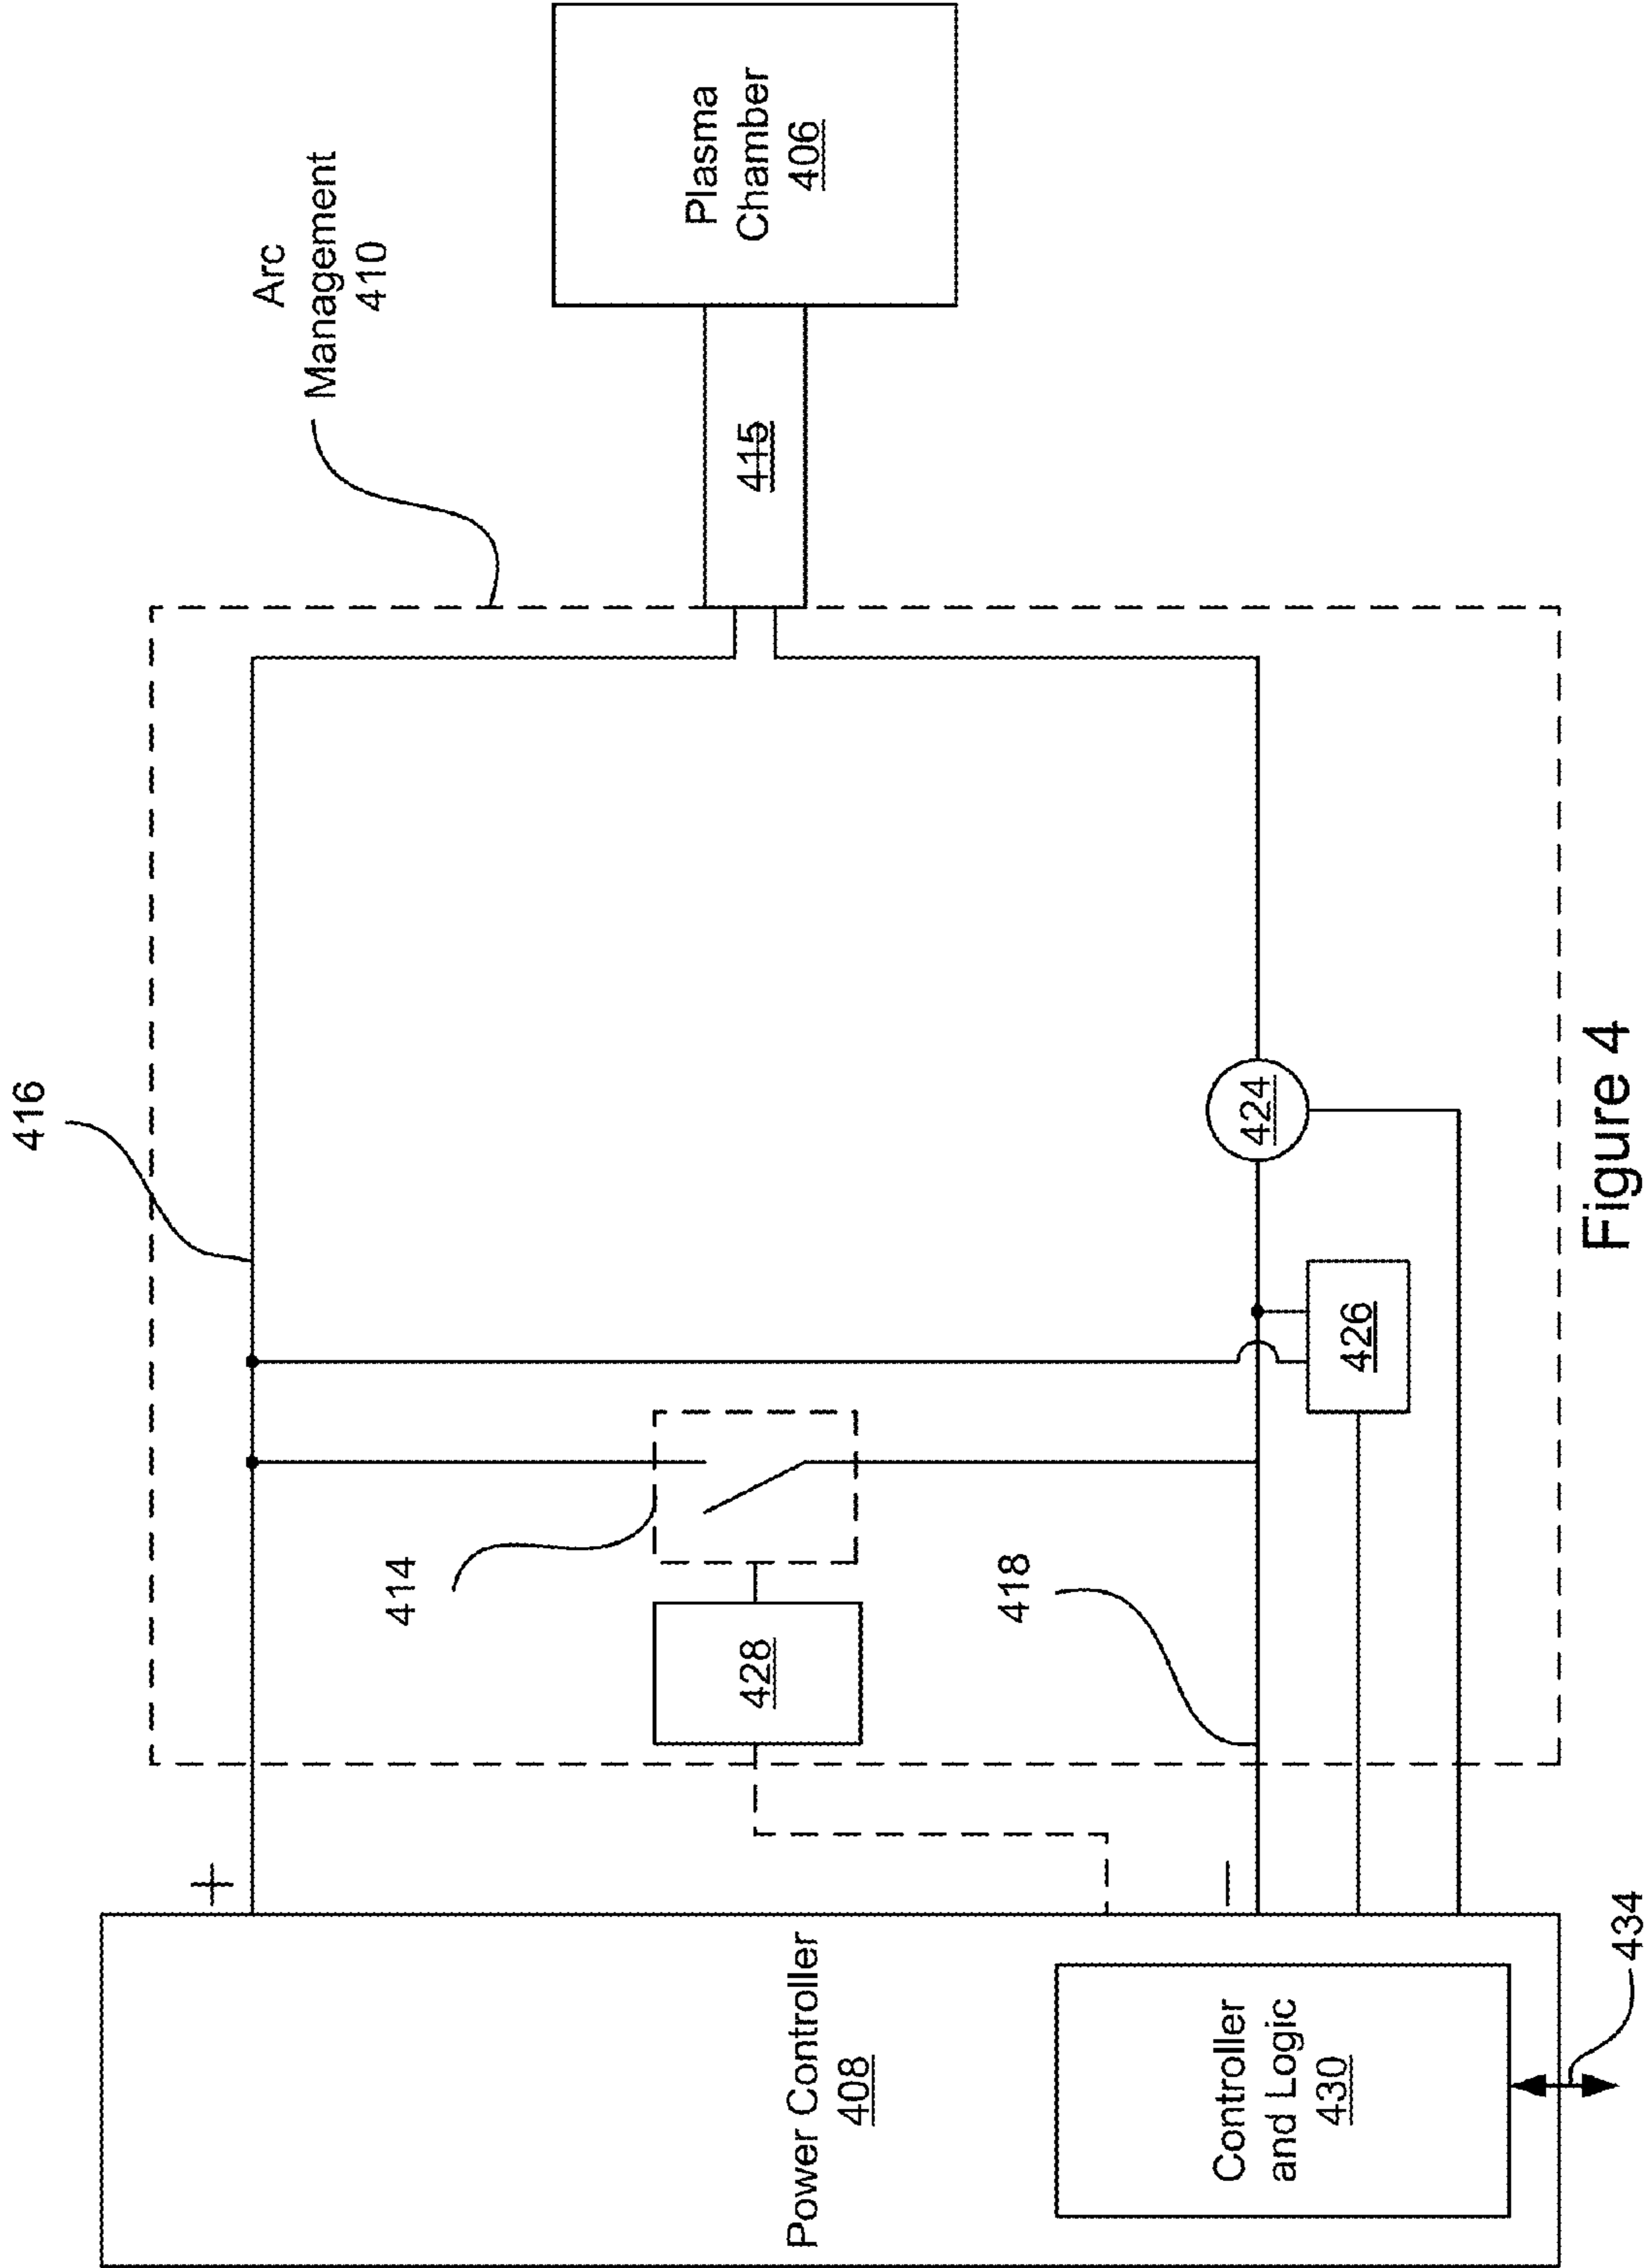 416
Arc
Management
410
Plasma
Chamber
406
415
414
428
418
424
426
+
−
Power Controller
408
Controller
and Logic
430
434
Figure 4